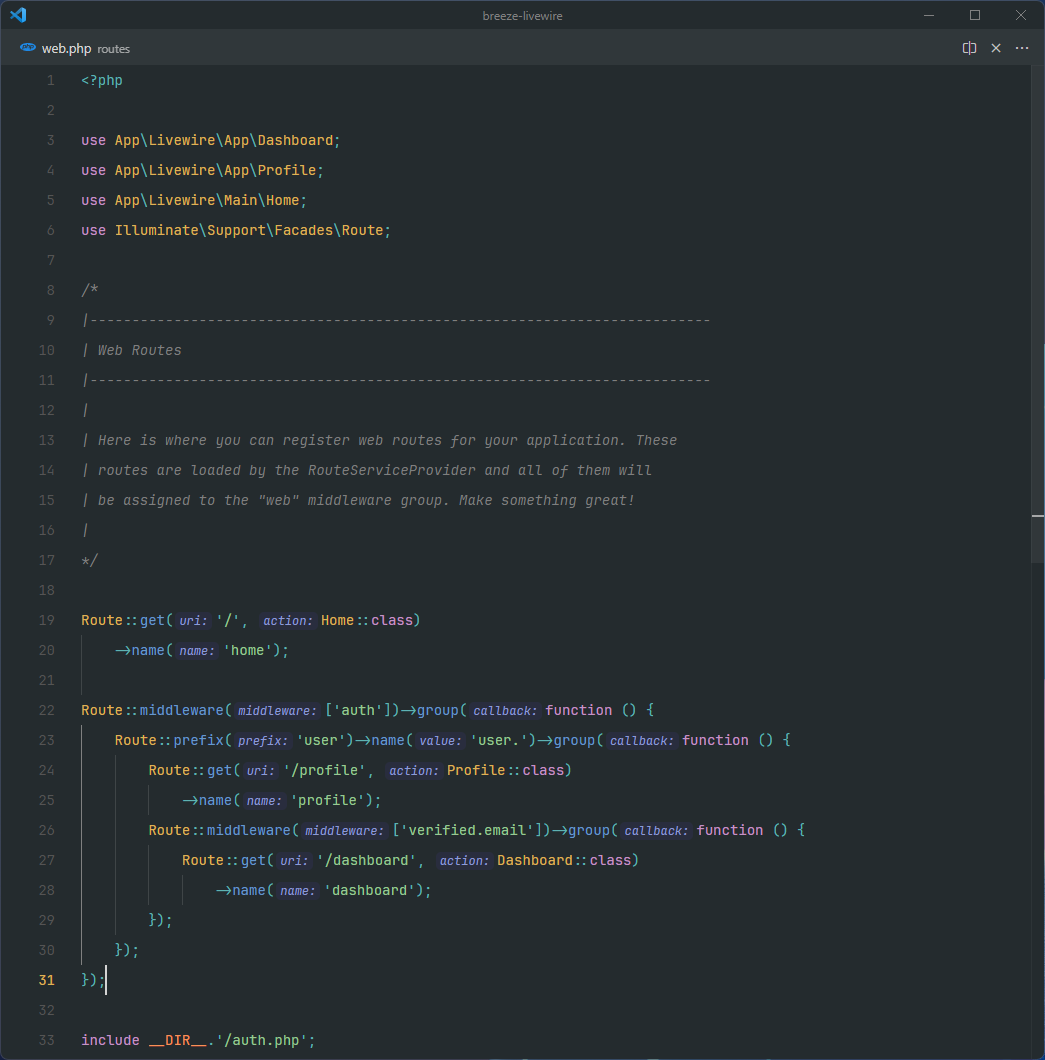 breeze-livewire
php web.php routes
1 <?php
2
3 use App\Livewire\App\Dashboard;
4 use App\Livewire\App\Profile;
5 use App\Livewire\Main\Home;
6 use Illuminate\Support\Facades\Route;
7
8 /*
9 |--------------------------------------------------------------------------
10 | Web Routes
11 |--------------------------------------------------------------------------
12 |
13 | Here is where you can register web routes for your application. These
14 | routes are loaded by the RouteServiceProvider and all of them will
15 | be assigned to the "web" middleware group. Make something great!
16 |
17 */
18
19 Route::get( uri: '/', action: Home::class)
20     ->name( name: 'home');
21
22 Route::middleware( middleware: ['auth'])->group( callback: function () {
23     Route::prefix( prefix: 'user')->name( value: 'user.')->group( callback: function () {
24         Route::get( uri: '/profile', action: Profile::class)
25             ->name( name: 'profile');
26         Route::middleware( middleware: ['verified.email'])->group( callback: function () {
27             Route::get( uri: '/dashboard', action: Dashboard::class)
28                 ->name( name: 'dashboard');
29         });
30     });
31 });
32
33 include __DIR__.'/auth.php';